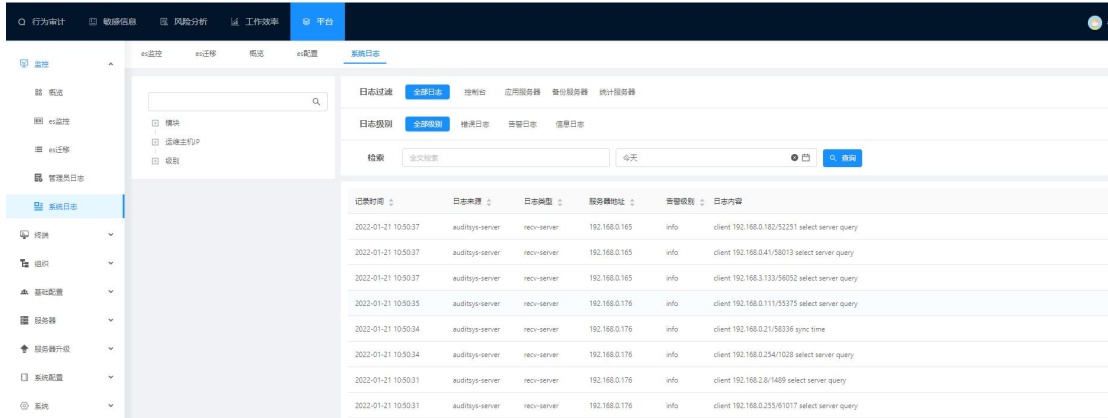 行为审计 敏感信息 风险分析 工作效率 平台
监控
概览
es监控
es迁移
管理员日志
系统日志
终端
组织
基础配置
服务器
服务器升级
系统配置
系统
es监控 es迁移 概览 es配置 系统日志
模块
运维主机IP
级别
日志过滤 全部日志 控制台 应用服务器 备份服务器 统计服务器
日志级别 全部级别 错误日志 告警日志 信息日志
检索 全文检索 今天 查询
记录时间 日志来源 日志类型 服务器地址 告警级别 日志内容
2022-01-21 10:50:37 auditsys-server recv-server 192.168.0.165 info client 192.168.0.182/52251 select server query
2022-01-21 10:50:37 auditsys-server recv-server 192.168.0.165 info client 192.168.0.41/58013 select server query
2022-01-21 10:50:37 auditsys-server recv-server 192.168.0.165 info client 192.168.3.133/56052 select server query
2022-01-21 10:50:35 auditsys-server recv-server 192.168.0.176 info client 192.168.0.111/55375 select server query
2022-01-21 10:50:34 auditsys-server recv-server 192.168.0.176 info client 192.168.0.21/58336 sync time
2022-01-21 10:50:34 auditsys-server recv-server 192.168.0.176 info client 192.168.0.254/1028 select server query
2022-01-21 10:50:31 auditsys-server recv-server 192.168.0.176 info client 192.168.2.8/1489 select server query
2022-01-21 10:50:31 auditsys-server recv-server 192.168.0.176 info client 192.168.0.255/61017 select server query